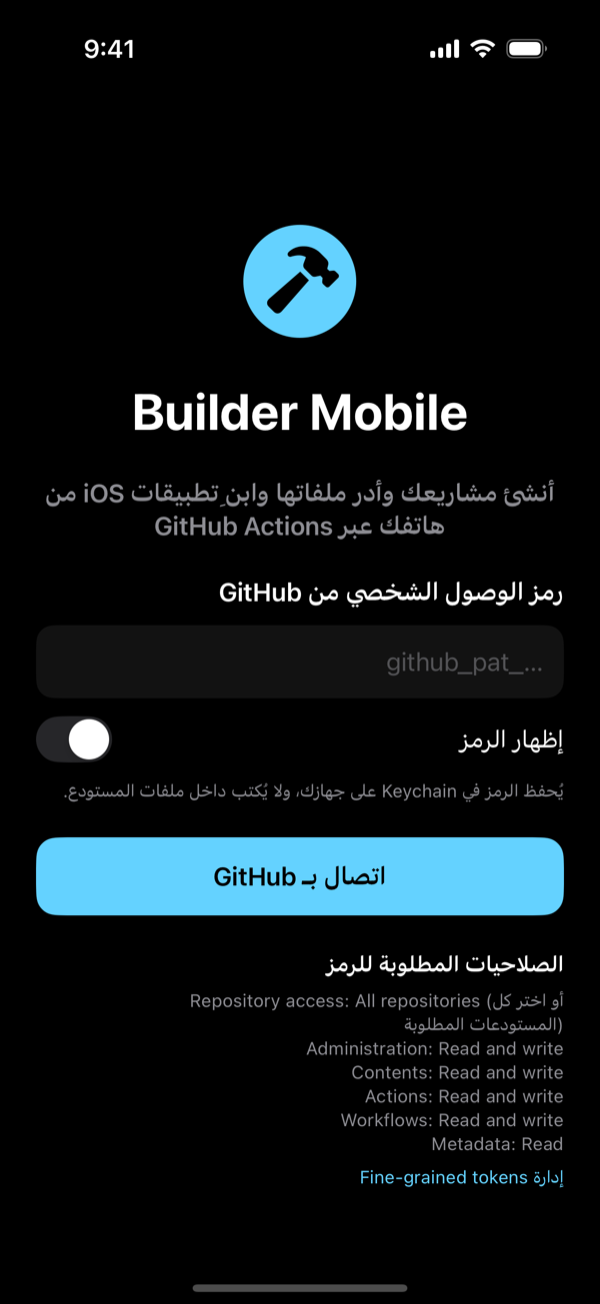 9:41
Builder Mobile
أنشئ مشاريعك وأدر ملفاتها وابنِ تطبيقات iOS من
هاتفك عبر GitHub Actions
رمز الوصول الشخصي من GitHub
github_pat_...
إظهار الرمز
يُحفظ الرمز في Keychain على جهازك، ولا يُكتب داخل ملفات المستودع.
اتصال بـ GitHub
الصلاحيات المطلوبة للرمز
Repository access: All repositories (أو اختر كل
المستودعات المطلوبة)
Administration: Read and write
Contents: Read and write
Actions: Read and write
Workflows: Read and write
Metadata: Read
إدارة Fine-grained tokens